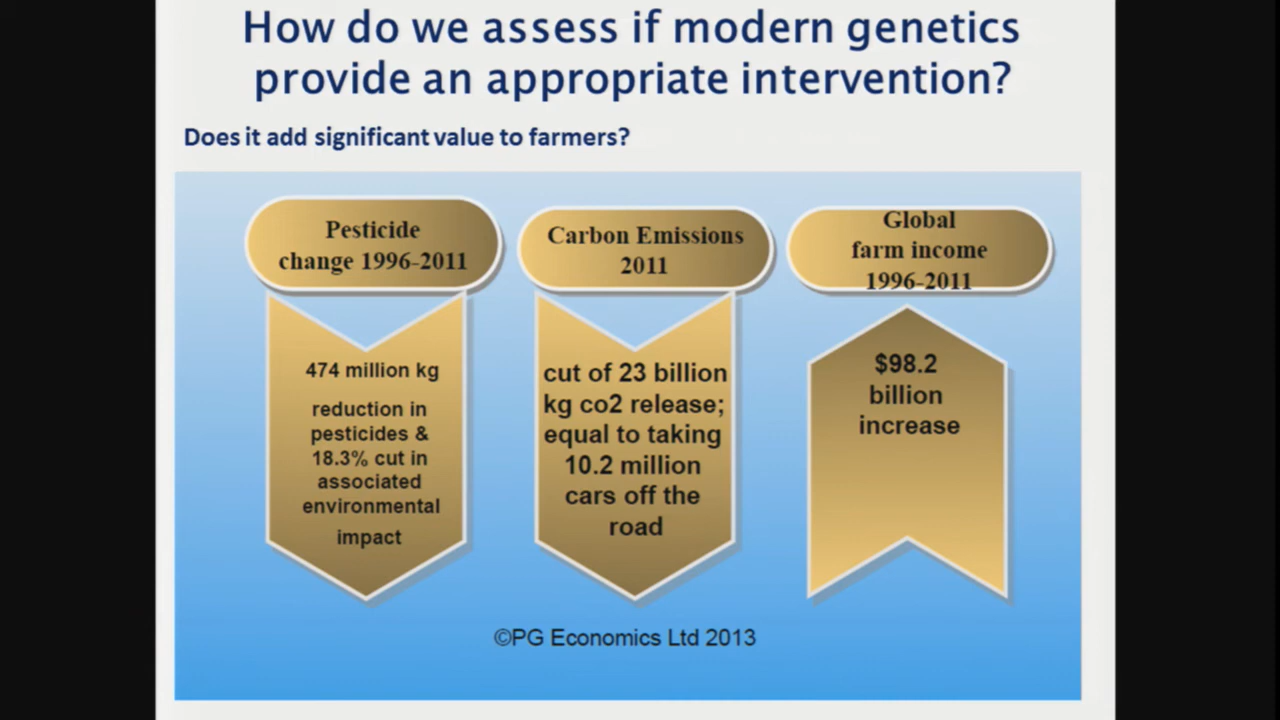 How do we assess if modern genetics
provide an appropriate intervention?
Does it add significant value to farmers?
Pesticide
change 1996-2011
474 million kg
reduction in
pesticides &
18.3% cut in
associated
environmental
impact
Carbon Emissions
2011
cut of 23 billion
kg co2 release;
equal to taking
10.2 million
cars off the
road
Global
farm income
1996-2011
$98.2
billion
increase
©PG Economics Ltd 2013